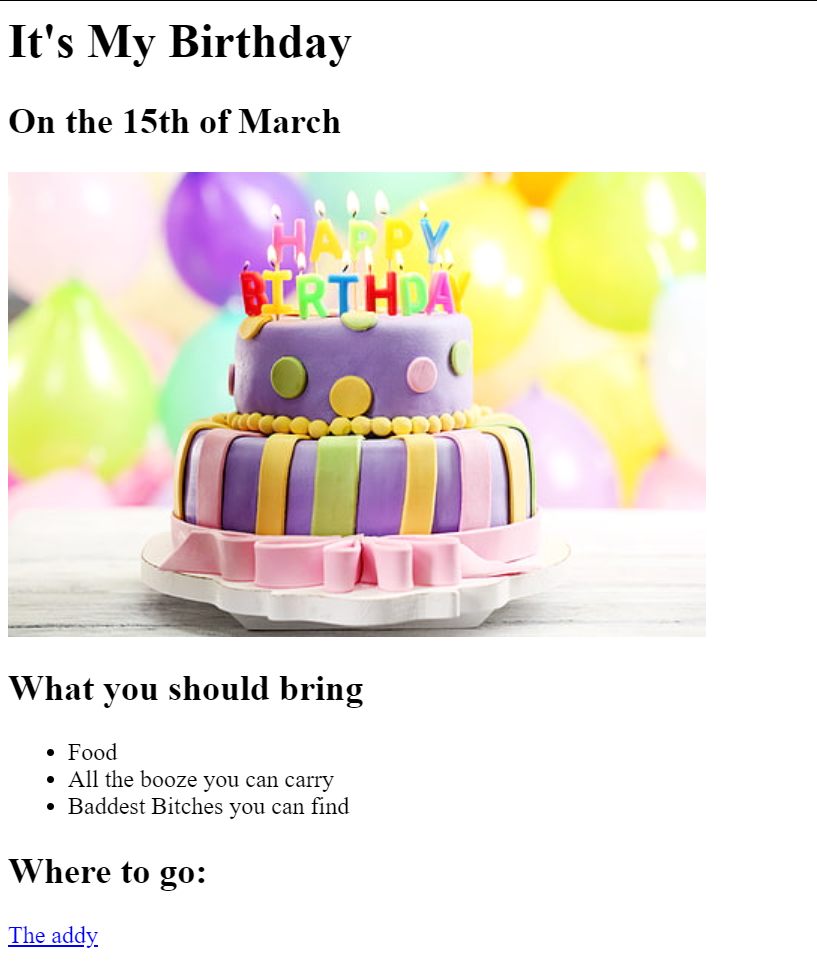 It's My Birthday
On the 15th of March
HAPPY
BIRTHDAY
What you should bring
Food
All the booze you can carry
Baddest Bitches you can find
Where to go:
The addy